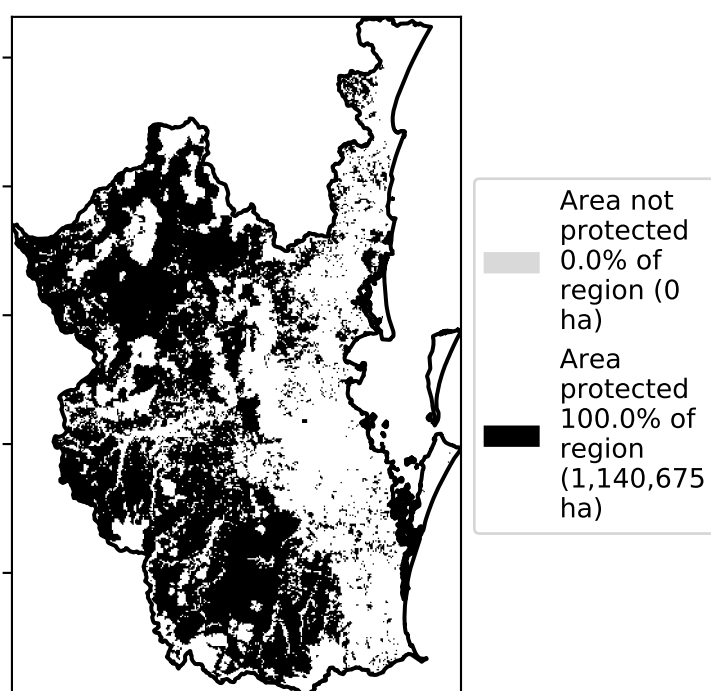 Area not
protected
0.0% of
region (0
ha)
Area
protected
100.0% of
region
(1,140,675
ha)